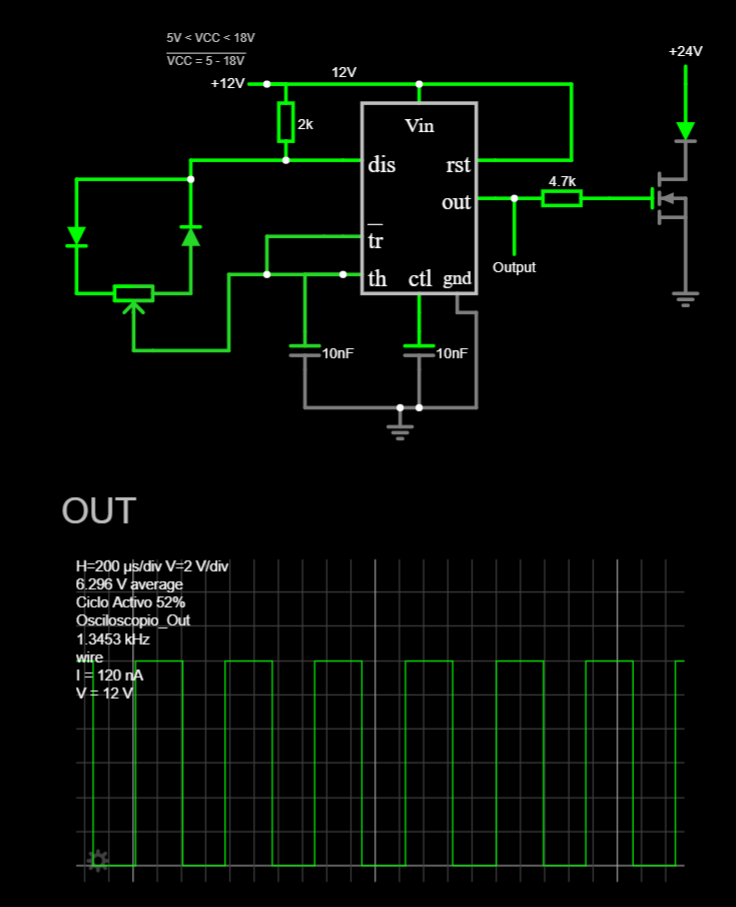 5V < VCC < 18V
VCC = 5 - 18V
+12V
12V
+24V
2k
Vin
dis
rst
4.7k
out
tr
Output
th
ctl
gnd
10nF
10nF
OUT
H=200 µs/div V=2 V/div
6.296 V average
Ciclo Activo 52%
Osciloscopio_Out
1.3453 kHz
wire
I = 120 nA
V = 12 V